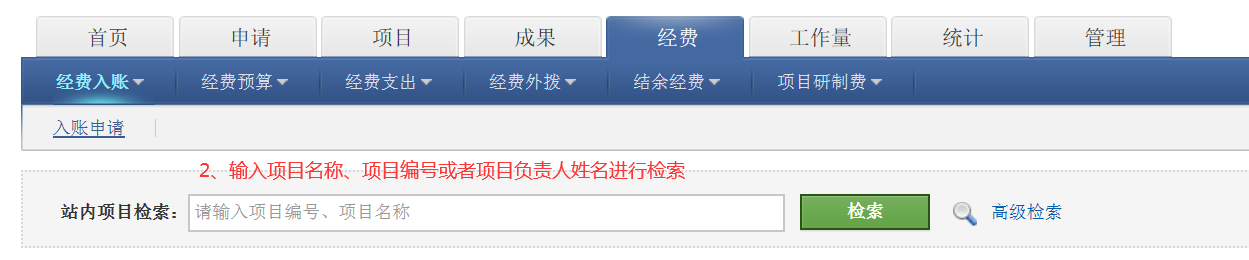 首页 申请 项目 成果 经费 工作量 统计 管理
经费入账 经费预算 经费支出 经费外拨 结余经费 项目研制费
入账申请
2、输入项目名称、项目编号或者项目负责人姓名进行检索
站内项目检索： 请输入项目编号、项目名称 检索 高级检索